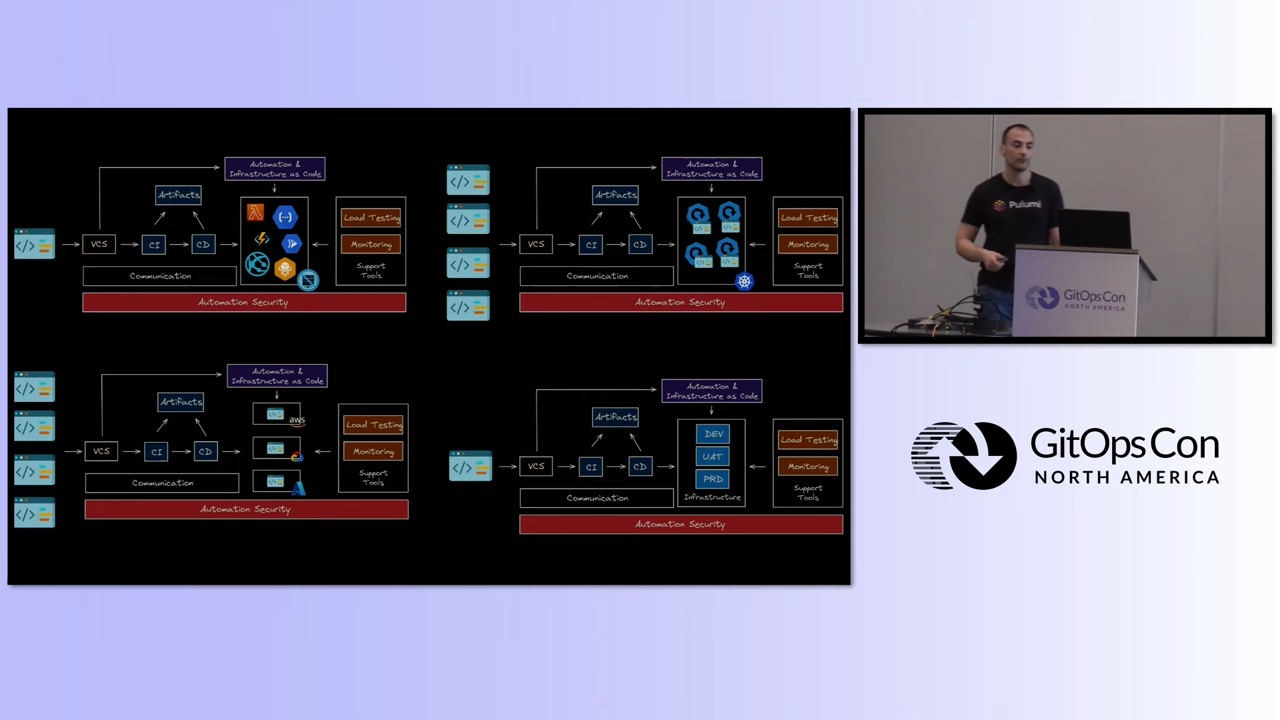 Automation &
Infrastructure as Code
Artifacts
Load Testing
VCS
CI
CD
Monitoring
Communication
Support
Tools
Automation Security
Automation &
Infrastructure as Code
Artifacts
Load Testing
VCS
CI
CD
Monitoring
Communication
Support
Tools
Automation Security
Automation &
Infrastructure as Code
Artifacts
aws
Load Testing
VCS
CI
CD
Monitoring
Communication
Support
Tools
Automation Security
Automation &
Infrastructure as Code
Artifacts
DEV
Load Testing
VCS
CI
CD
UAT
Monitoring
PRD
Communication
Infrastructure
Support
Tools
Automation Security
Pulumi
GitOpsCon
NORTH AMERICA
GitOpsCon
NORTH AMERICA